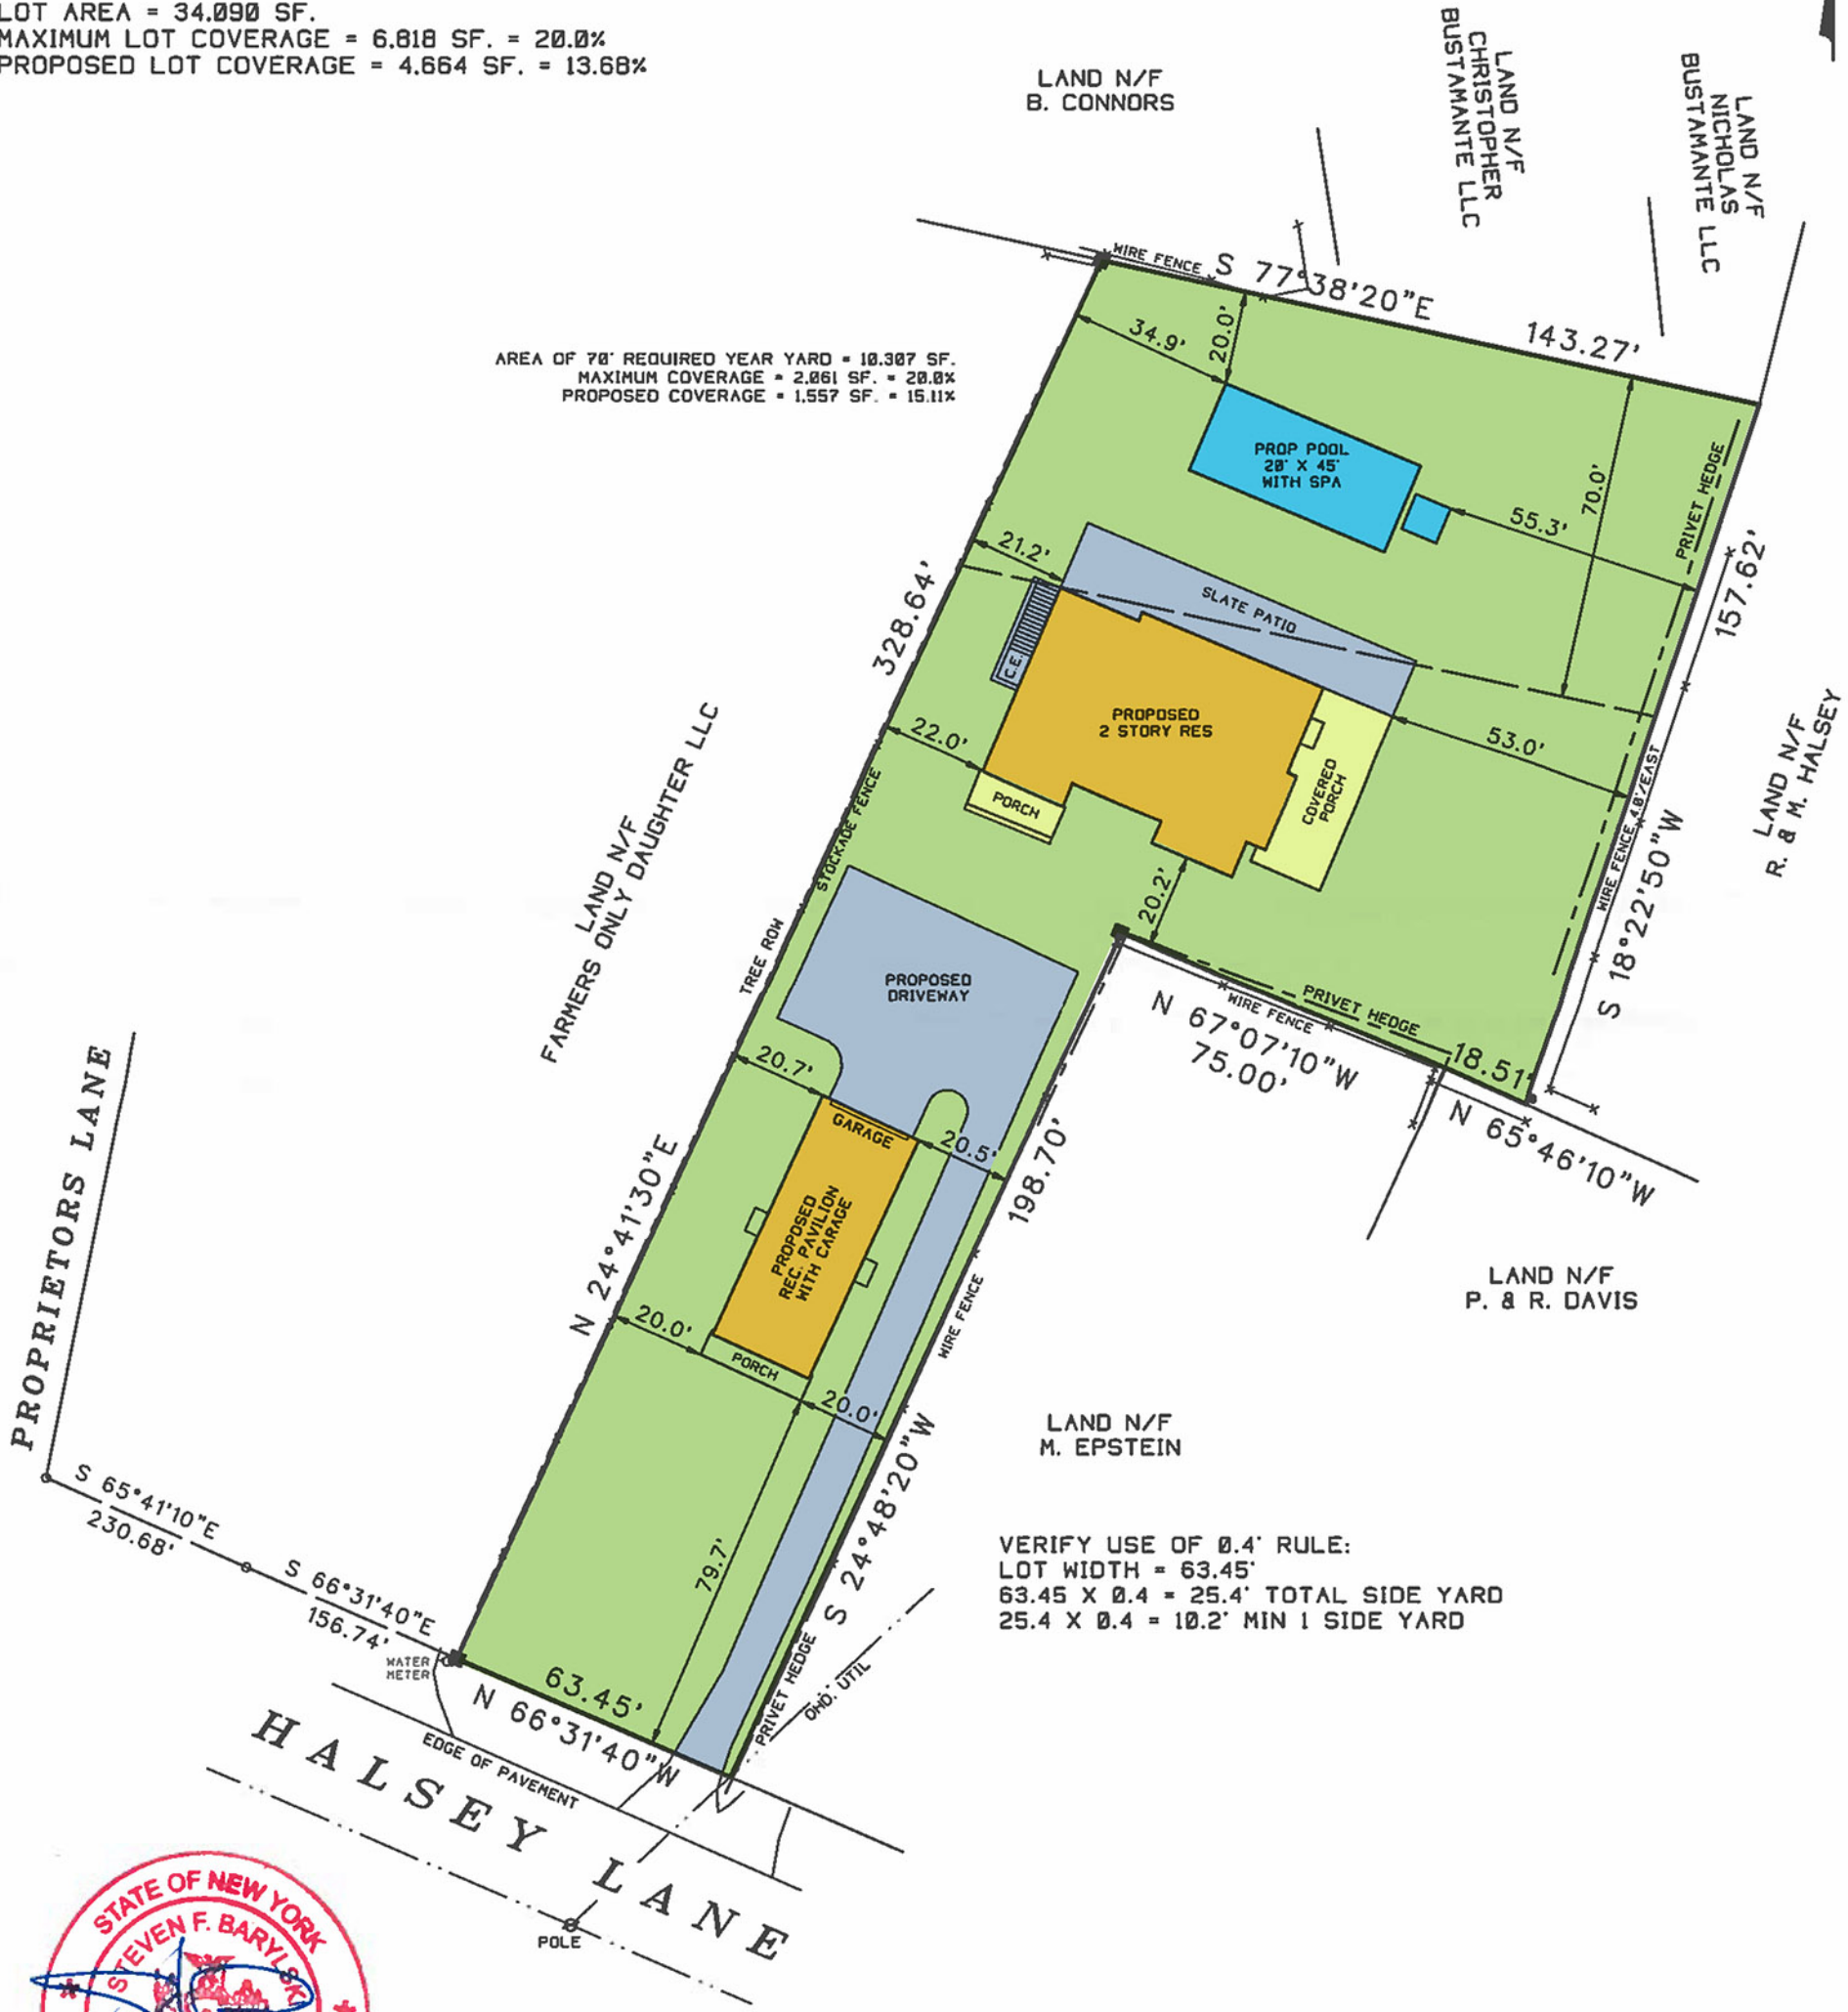 LOT AREA = 34.090 SF.
MAXIMUM LOT COVERAGE = 6.818 SF. = 20.0%
PROPOSED LOT COVERAGE = 4.664 SF. = 13.68%
LAND N/F
B. CONNORS
LAND N/F
CHRISTOPHER
BUSTAMANTE LLC
LAND N/F
NICHOLAS
BUSTAMANTE LLC
WIRE FENCE
S 77°38'20"E
143.27'
34.9'
20.0'
AREA OF 70' REQUIRED YEAR YARD = 10.307 SF.
MAXIMUM COVERAGE = 2.061 SF. = 20.0%
PROPOSED COVERAGE = 1.557 SF. = 15.11%
PROP POOL
20' X 45'
WITH SPA
70.0'
PRIVET HEDGE
55.3'
157.62'
21.2'
SLATE PATIO
328.64'
C.E.
PROPOSED
2 STORY RES
53.0'
22.0'
PORCH
COVERED
PORCH
LAND N/F
R. & M. HALSEY
WIRE FENCE 4.0'/EAST
S 18°22'50"W
LAND N/F
FARMERS ONLY DAUGHTER LLC
STOCKADE FENCE
TREE ROW
20.2'
PROPOSED
DRIVEWAY
PRIVET HEDGE
WIRE FENCE
N 67°07'10"W
75.00'
18.51'
N 65°46'10"W
20.7'
GARAGE
20.5'
198.70'
PROPRIETORS LANE
N 24°41'30"E
PROPOSED
REC. PAVILION
WITH CARAGE
WIRE FENCE
20.0'
PORCH
20.0'
LAND N/F
P. & R. DAVIS
LAND N/F
M. EPSTEIN
S 24°48'20"W
S 65°41'10"E
230.68'
S 66°31'40"E
156.74'
79.7'
VERIFY USE OF 0.4' RULE:
LOT WIDTH = 63.45'
63.45 X 0.4 = 25.4' TOTAL SIDE YARD
25.4 X 0.4 = 10.2' MIN 1 SIDE YARD
WATER
METER
63.45'
N 66°31'40"W
PRIVET HEDGE
OHD. UTIL
EDGE OF PAVEMENT
HALSEY LANE
POLE
STATE OF NEW YORK
STEVEN F. BARYLSKI